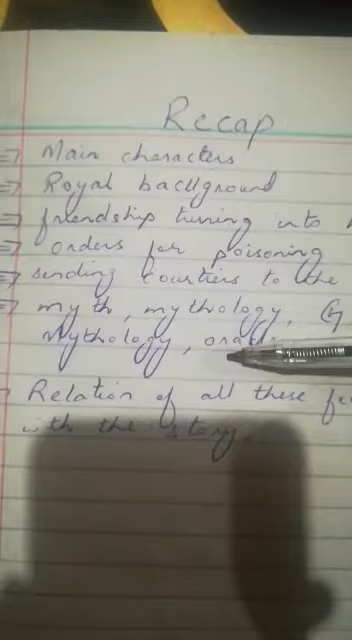 Recap
⇒ Main characters
⇒ Royal background
⇒ friendship turning into
⇒ orders for poisoning
⇒ sending courtiers to the
⇒ myth, mythology, G
Mythology,
Relation of all these
with the story.